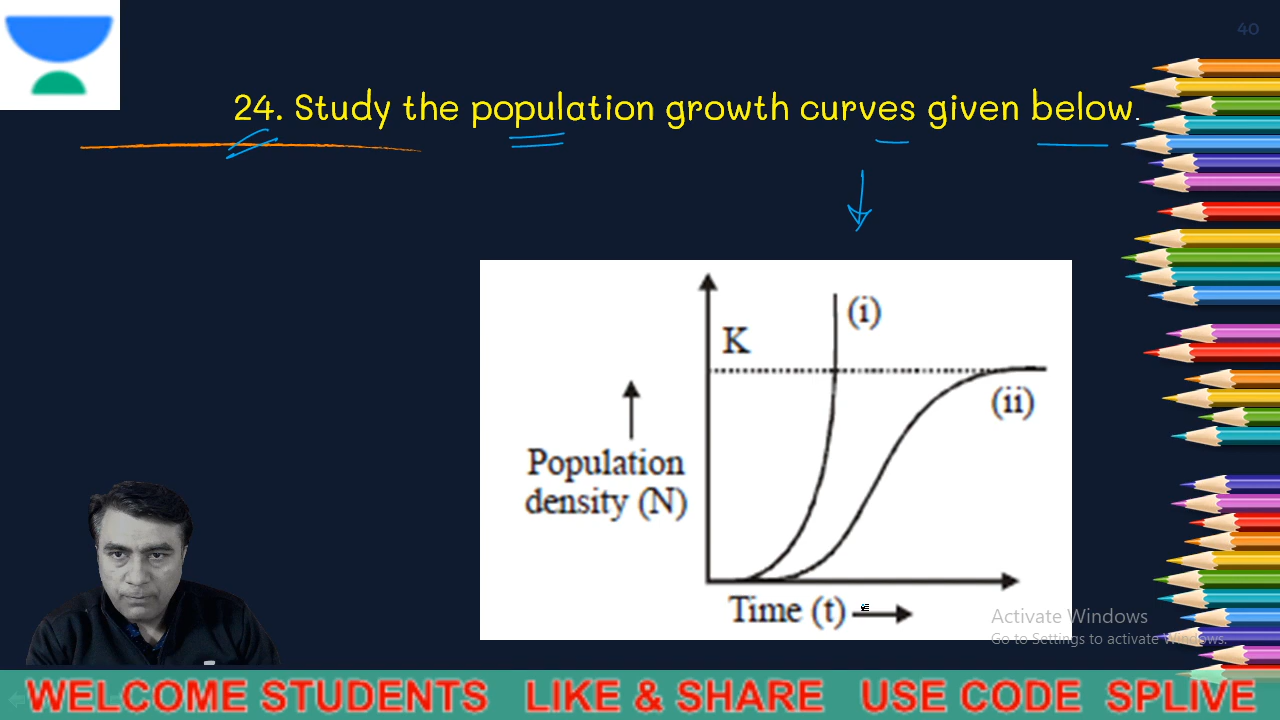 40
24. Study the population growth curves given below.
K
(i)
(ii)
Population
density (N)
Time (t)
Activate Windows
Go to Settings to activate Windows.
WELCOME STUDENTS LIKE & SHARE USE CODE SPLIVE